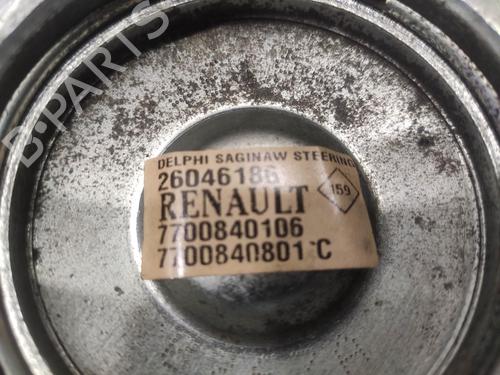 B-PARTS
DELPHI SAGINAW STEERING
26046186
159
RENAULT
7700840106
7700840801 C